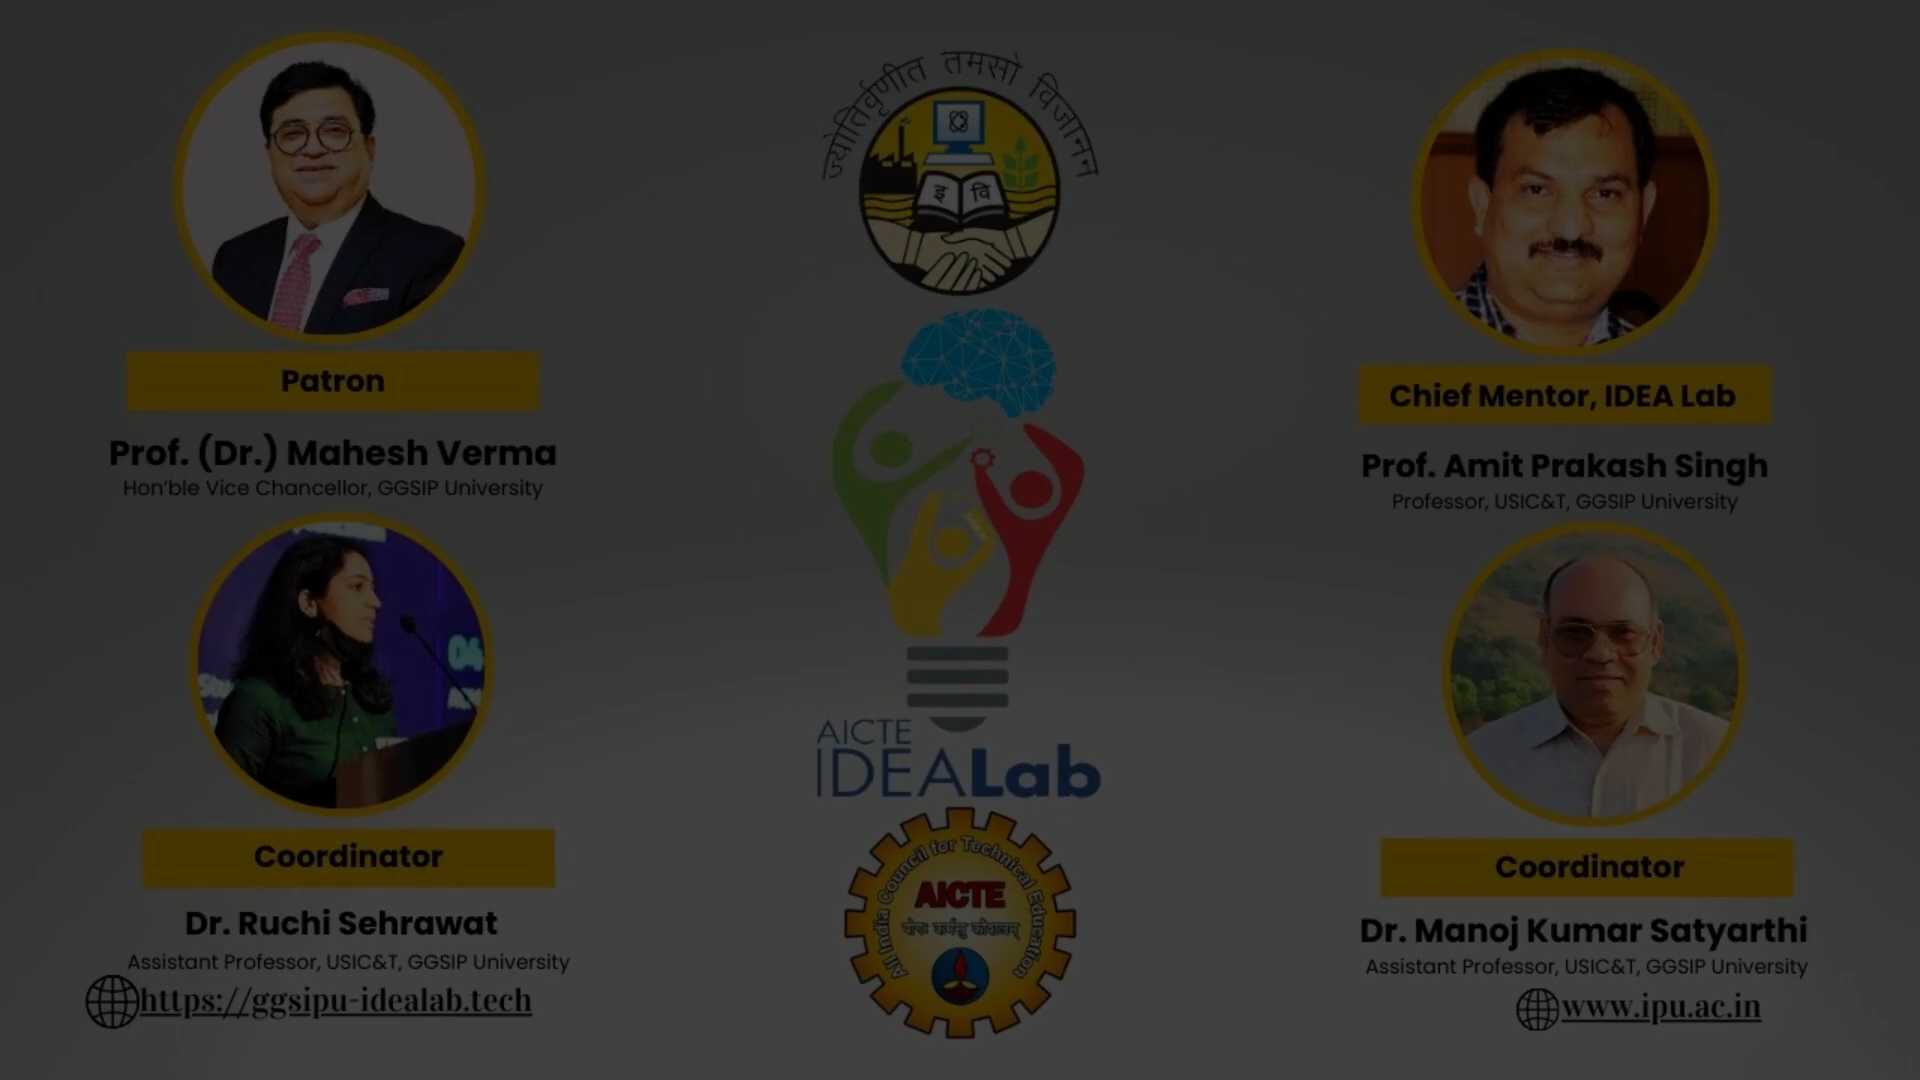 Patron
Prof. (Dr.) Mahesh Verma
Hon'ble Vice Chancellor, GGSIP University
04
Coordinator
Dr. Ruchi Sehrawat
Assistant Professor, USIC&T, GGSIP University
https://ggsipu-idealab.tech
ज्योतिर्वृणीत तमसो विजानन
इ वि
AICTE
IDEALab
All India Council for Technical Education
AICTE
योगः कर्मसु कौशलम्
Chief Mentor, IDEA Lab
Prof. Amit Prakash Singh
Professor, USIC&T, GGSIP University
Coordinator
Dr. Manoj Kumar Satyarthi
Assistant Professor, USIC&T, GGSIP University
www.ipu.ac.in